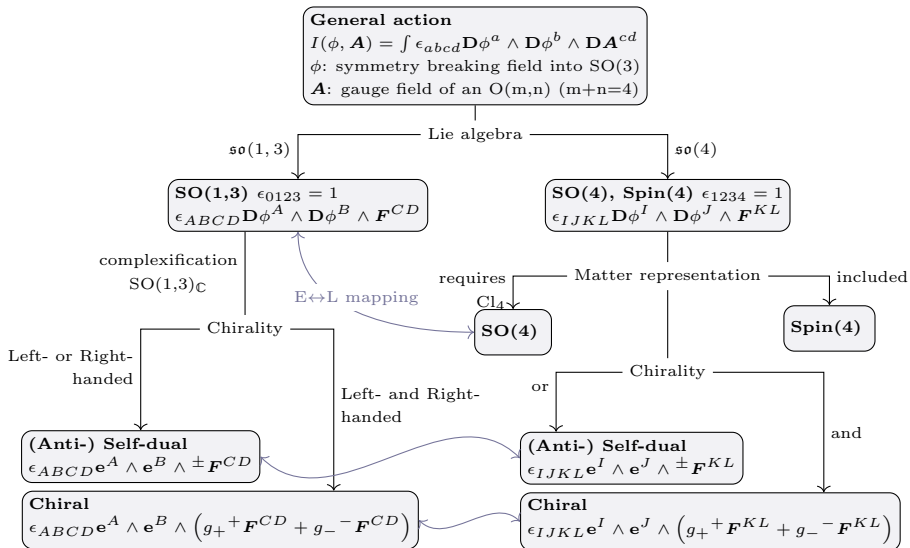 General action
I(ϕ, A) = ∫ ϵ_{abcd} Dϕ^a ∧ Dϕ^b ∧ DA^{cd}
ϕ: symmetry breaking field into SO(3)
A: gauge field of an O(m,n) (m+n=4)
Lie algebra
𝔰𝔬(1, 3)
𝔰𝔬(4)
SO(1,3) ϵ_{0123} = 1
ϵ_{ABCD} Dϕ^A ∧ Dϕ^B ∧ F^{CD}
SO(4), Spin(4) ϵ_{1234} = 1
ϵ_{IJKL} Dϕ^I ∧ Dϕ^J ∧ F^{KL}
complexification
SO(1,3)_ℂ
E↔L mapping
requires
Cl_4
Matter representation
included
SO(4)
Spin(4)
Chirality
Left- or Right-
handed
Left- and Right-
handed
Chirality
or
and
(Anti-) Self-dual
ϵ_{ABCD} e^A ∧ e^B ∧ ^± F^{CD}
(Anti-) Self-dual
ϵ_{IJKL} e^I ∧ e^J ∧ ^± F^{KL}
Chiral
ϵ_{ABCD} e^A ∧ e^B ∧ (g_+ ^+ F^{CD} + g_− ^− F^{CD})
Chiral
ϵ_{IJKL} e^I ∧ e^J ∧ (g_+ ^+ F^{KL} + g_− ^− F^{KL})